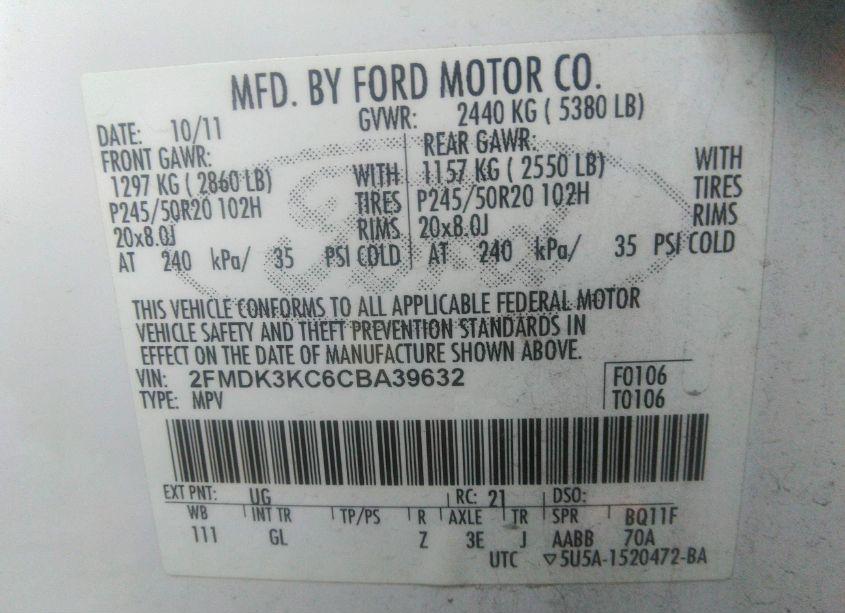 MFD. BY FORD MOTOR CO.
DATE: 10/11 GVWR: 2440 KG ( 5380 LB)
FRONT GAWR: REAR GAWR:
1297 KG ( 2860 LB) WITH 1157 KG ( 2550 LB) WITH
P245/50R20 102H TIRES P245/50R20 102H TIRES
20x8.0J RIMS 20x8.0J RIMS
AT 240 kPa/ 35 PSI COLD AT 240 kPa/ 35 PSI COLD
Ford
THIS VEHICLE CONFORMS TO ALL APPLICABLE FEDERAL MOTOR
VEHICLE SAFETY AND THEFT PREVENTION STANDARDS IN
EFFECT ON THE DATE OF MANUFACTURE SHOWN ABOVE.
VIN: 2FMDK3KC6CBA39632 F0106
TYPE: MPV T0106
EXT PNT: UG RC: 21 DSO:
WB INT TR TP/PS R AXLE TR SPR BQ11F
111 GL Z 3E J AABB 70A
UTC ▽5U5A-1520472-BA